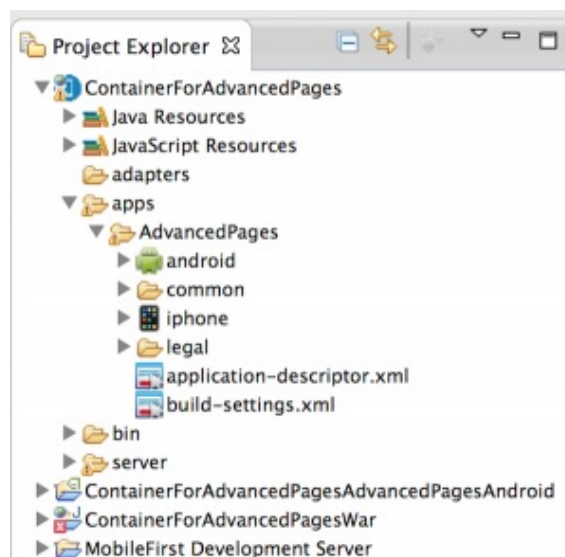 Project Explorer
ContainerForAdvancedPages
Java Resources
JavaScript Resources
adapters
apps
AdvancedPages
android
common
iphone
legal
application-descriptor.xml
build-settings.xml
bin
server
ContainerForAdvancedPagesAdvancedPagesAndroid
ContainerForAdvancedPagesWar
MobileFirst Development Server